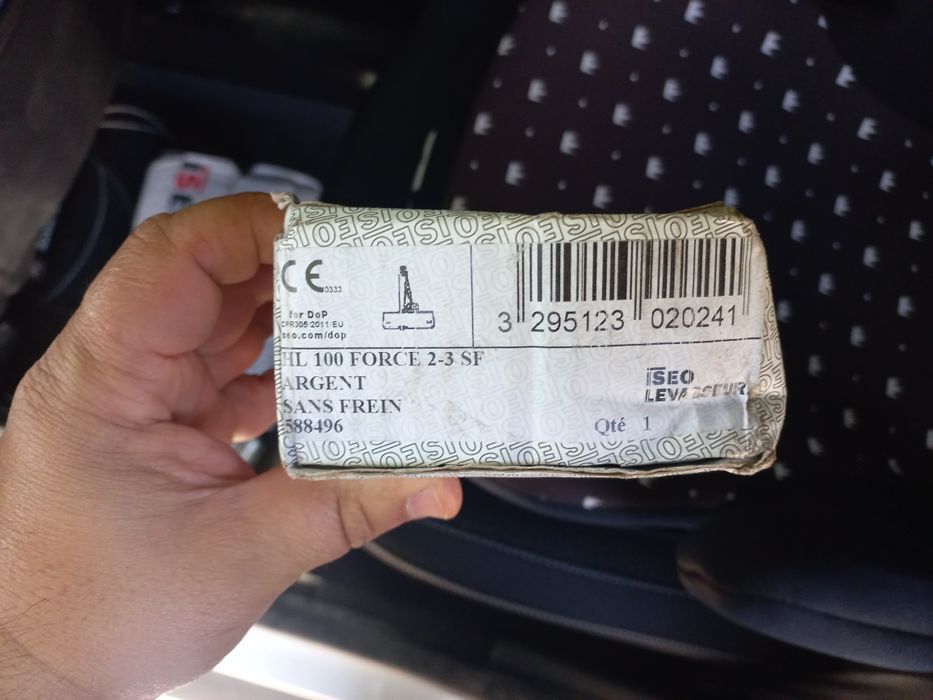 CE
0333
for DoP
CPR305/2011/EU
iseo.com/dop
3 295123 020241
HL 100 FORCE 2-3 SF
ARGENT
SANS FREIN
588496
ISEO
LEVASSEUR
Qté 1